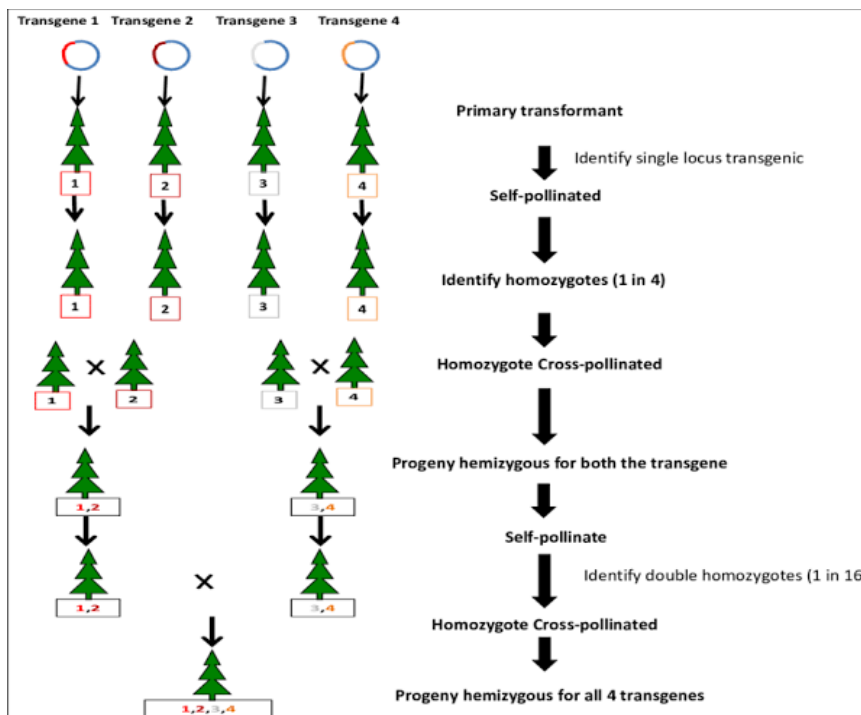 Transgene 1 Transgene 2 Transgene 3 Transgene 4
Primary transformant
Identify single locus transgenic
1 2 3 4
Self-pollinated
Identify homozygotes (1 in 4)
1 2 3 4
Homozygote Cross-pollinated
× ×
1 2 3 4
Progeny hemizygous for both the transgene
1,2 3,4
Self-pollinate
Identify double homozygotes (1 in 16
×
1,2 3,4
Homozygote Cross-pollinated
Progeny hemizygous for all 4 transgenes
1,2,3,4